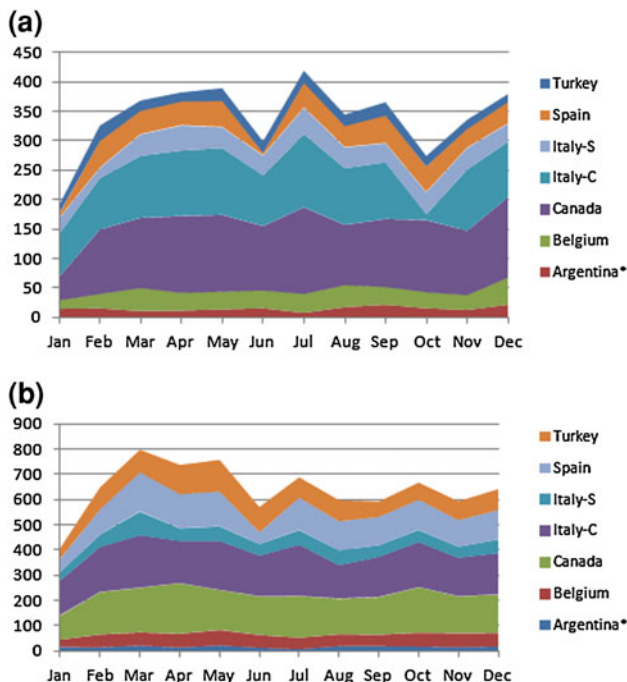 (a)
450
400
350
300
250
200
150
100
50
0
Jan Feb Mar Apr May Jun Jul Aug Sep Oct Nov Dec
Turkey
Spain
Italy-S
Italy-C
Canada
Belgium
Argentina*
(b)
900
800
700
600
500
400
300
200
100
0
Jan Feb Mar Apr May Jun Jul Aug Sep Oct Nov Dec
Turkey
Spain
Italy-S
Italy-C
Canada
Belgium
Argentina*